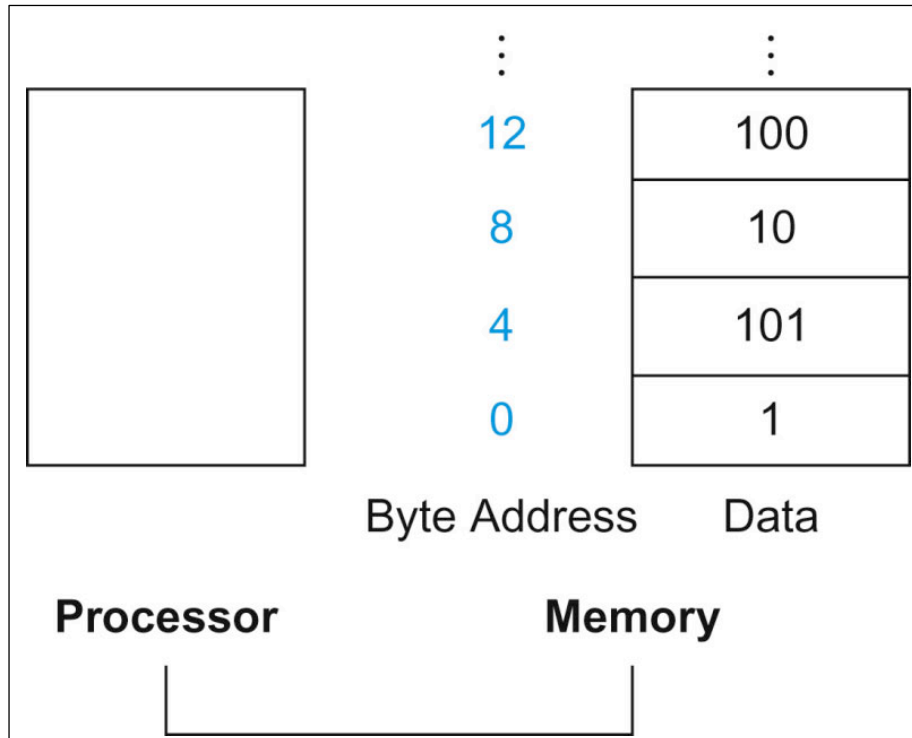 ⋮ ⋮
12 100
8 10
4 101
0 1
Byte Address Data
Processor Memory